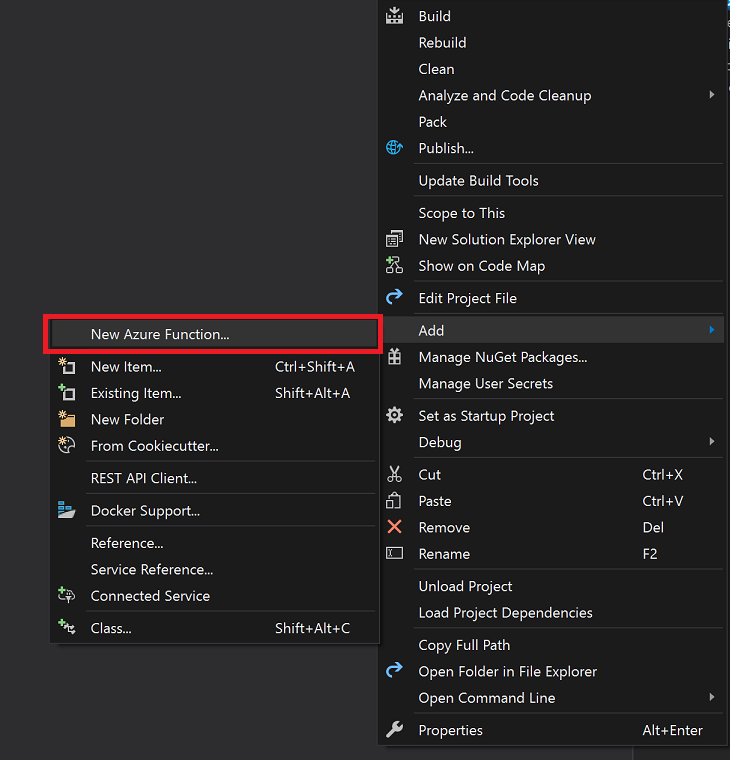 Build
Rebuild
Clean
Analyze and Code Cleanup
Pack
Publish...
Update Build Tools
Scope to This
New Solution Explorer View
Show on Code Map
Edit Project File
Add
Manage NuGet Packages...
Manage User Secrets
Set as Startup Project
Debug
Cut Ctrl+X
Paste Ctrl+V
Remove Del
Rename F2
Unload Project
Load Project Dependencies
Copy Full Path
Open Folder in File Explorer
Open Command Line
Properties Alt+Enter
New Azure Function...
New Item... Ctrl+Shift+A
Existing Item... Shift+Alt+A
New Folder
From Cookiecutter...
REST API Client...
Docker Support...
Reference...
Service Reference...
Connected Service
Class... Shift+Alt+C